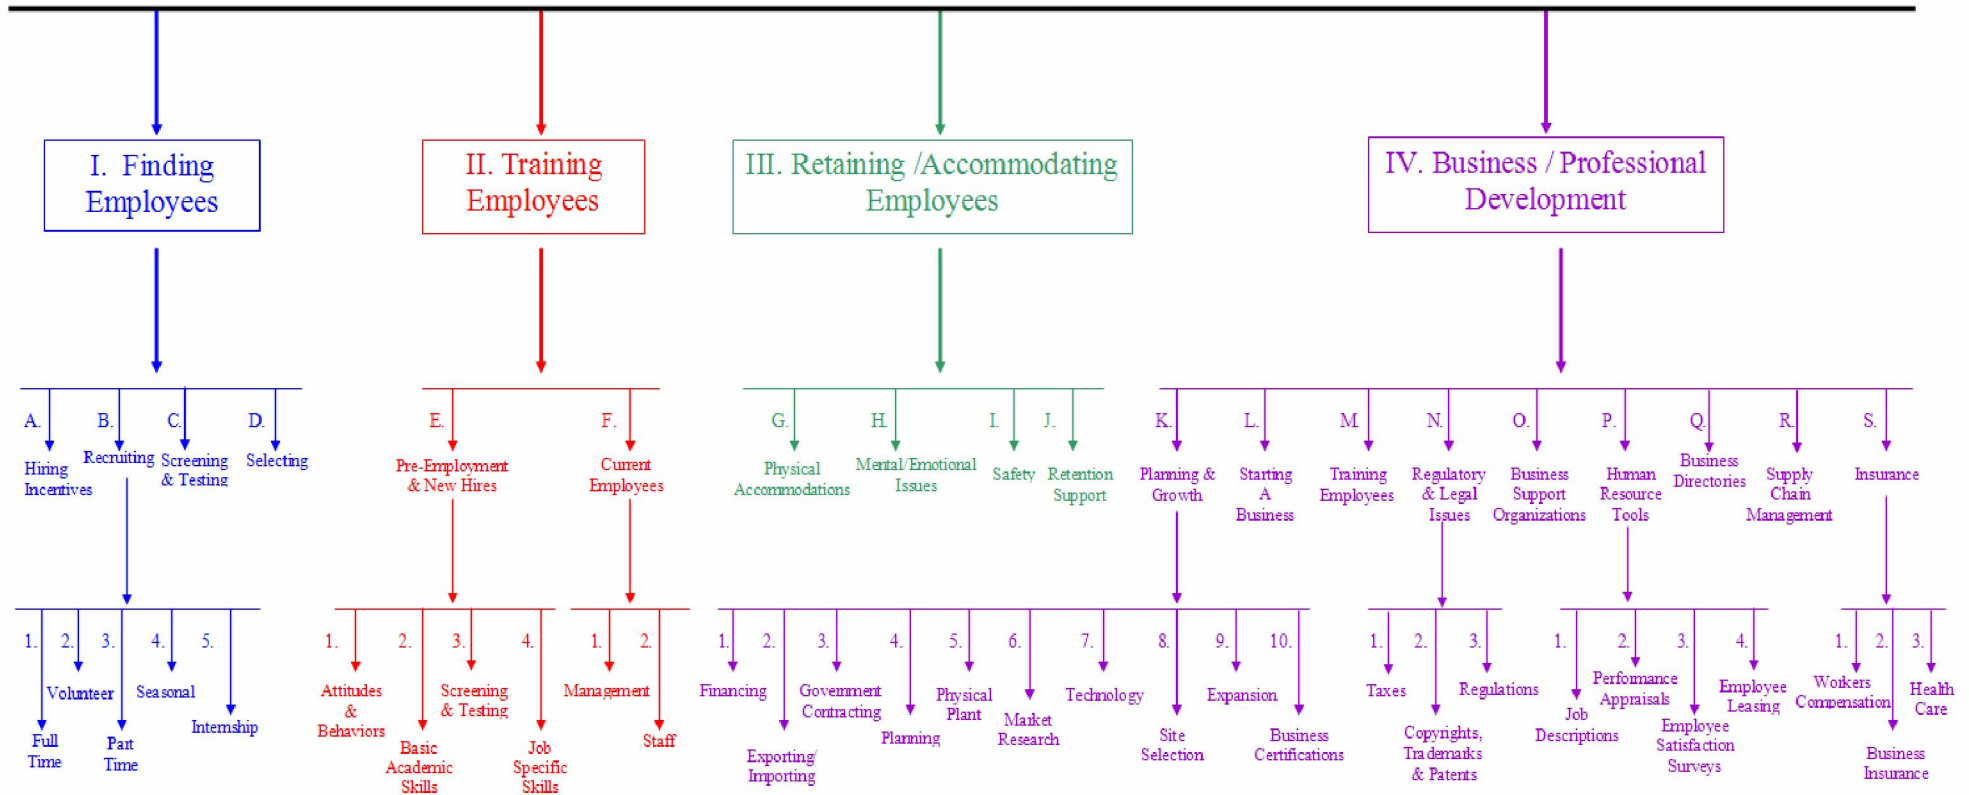 I. Finding
Employees
II. Training
Employees
III. Retaining /Accommodating
Employees
IV. Business / Professional
Development
A.
Hiring
Incentives
B.
Recruiting
C.
Screening
& Testing
D.
Selecting
E.
Pre-Employment
& New Hires
F.
Current
Employees
G.
Physical
Accommodations
H.
Mental/Emotional
Issues
I.
Safety
J.
Retention
Support
K.
Planning &
Growth
L.
Starting
A
Business
M.
Training
Employees
N.
Regulatory
& Legal
Issues
O.
Business
Support
Organizations
P.
Human
Resource
Tools
Q.
Business
Directories
R.
Supply
Chain
Management
S.
Insurance
1.
Full
Time
2.
Volunteer
3.
Part
Time
4.
Seasonal
5.
Internship
1.
Attitudes
&
Behaviors
2.
Basic
Academic
Skills
3.
Screening
& Testing
4.
Job
Specific
Skills
1.
Management
2.
Staff
1.
Financing
2.
Exporting/
Importing
3.
Government
Contracting
4.
Planning
5.
Physical
Plant
6.
Market
Research
7.
Technology
8.
Site
Selection
9.
Expansion
10.
Business
Certifications
1.
Taxes
2.
Copyrights,
Trademarks
& Patents
3.
Regulations
1.
Job
Descriptions
2.
Performance
Appraisals
3.
Employee
Satisfaction
Surveys
4.
Employee
Leasing
1.
Workers
Compensation
2.
Business
Insurance
3.
Health
Care